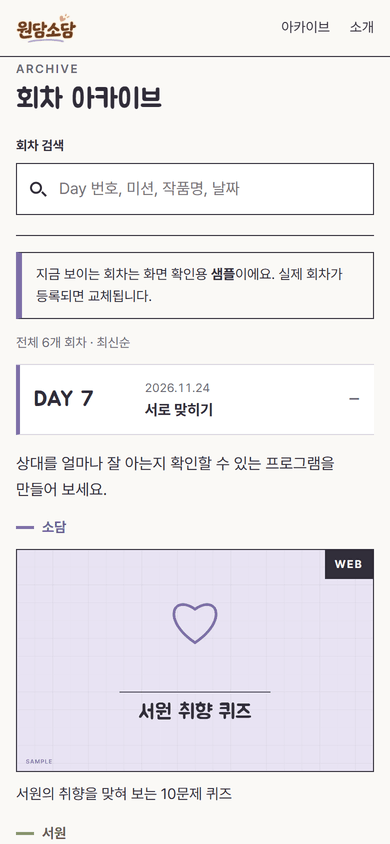 원담소담
아카이브 소개
ARCHIVE
회차 아카이브
회차 검색
Day 번호, 미션, 작품명, 날짜
지금 보이는 회차는 화면 확인용 샘플이에요. 실제 회차가
등록되면 교체됩니다.
전체 6개 회차 · 최신순
DAY 7
2026.11.24
서로 맞히기
상대를 얼마나 잘 아는지 확인할 수 있는 프로그램을
만들어 보세요.
소담
WEB
서원 취향 퀴즈
SAMPLE
서원의 취향을 맞혀 보는 10문제 퀴즈
서원